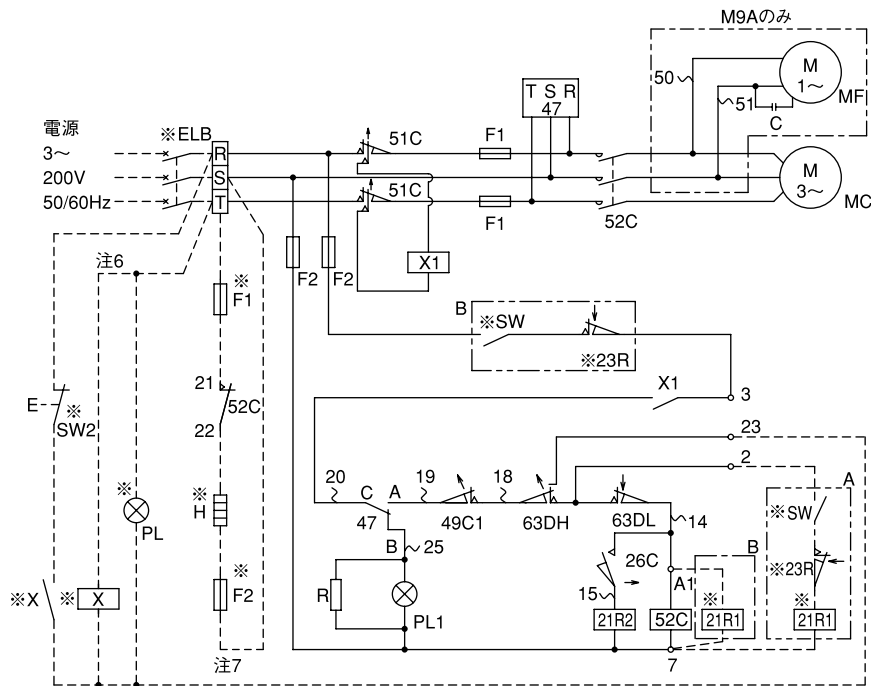 M9Aのみ
M
1～
MF
50
51
C
T S R
47
電源
3～
200V
50/60Hz
※ELB
R
S
T
51C
51C
F1
F1
52C
M
3～
MC
注6
※
F1
F2
F2
X1
B
※SW
※23R
X1
3
23
2
E
※
SW2
21
52C
22
20
C
A
19
18
47
49C1
63DH
63DL
14
A
※SW
※
PL
※
H
B
25
26C
B
※23R
A1
※X
※
X
※
F2
R
PL1
15
21R2
52C
※
21R1
※
21R1
注7
7